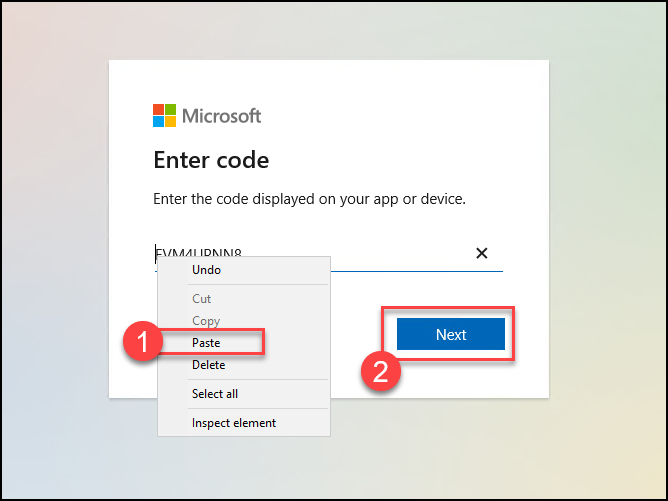 Microsoft
Enter code
Enter the code displayed on your app or device.
Undo
Cut
Copy
1
Paste
Next
Delete
2
Select all
Inspect element